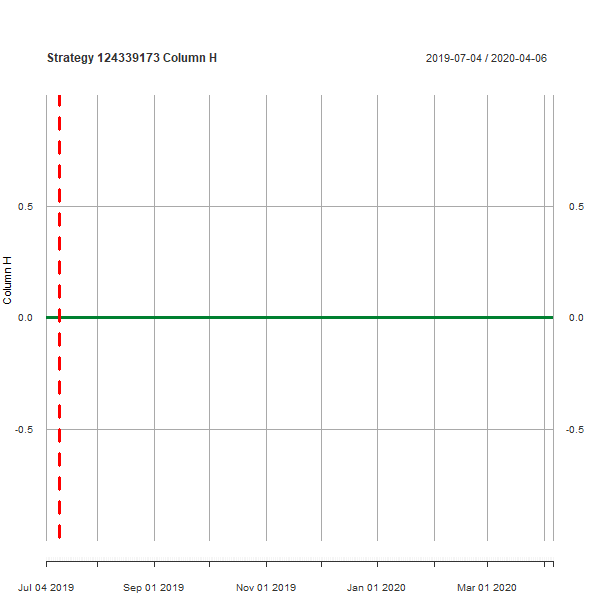 Strategy 124339173 Column H
2019-07-04 / 2020-04-06
0.5
0.5
Column H
0.0
0.0
-0.5
-0.5
Jul 04 2019
Sep 01 2019
Nov 01 2019
Jan 01 2020
Mar 01 2020